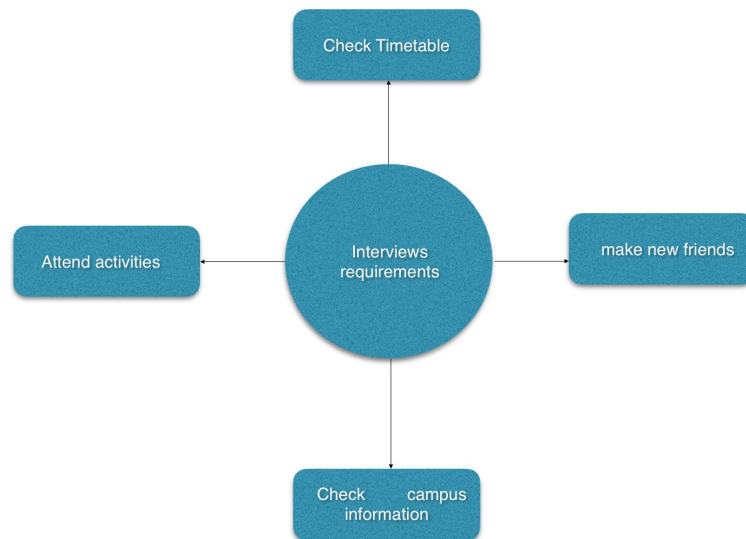 Check Timetable
Attend activities
Interviews
requirements
make new friends
Check campus
information